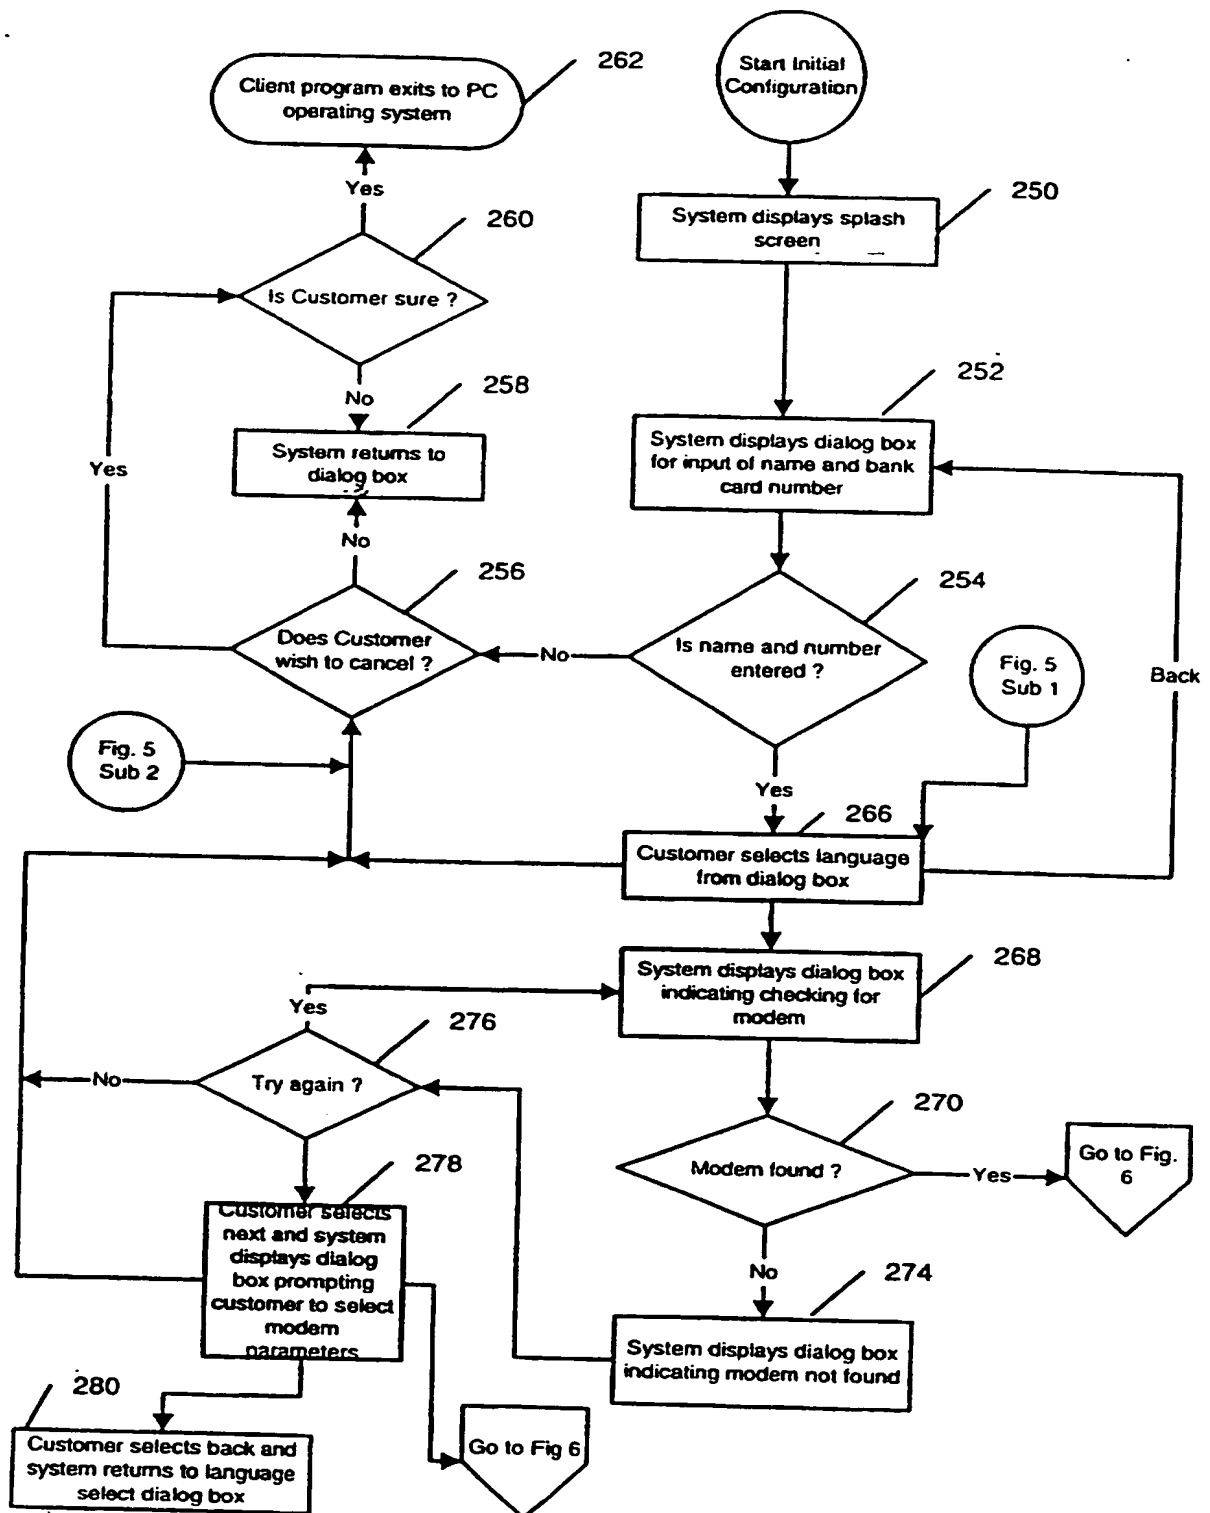 262
Client program exits to PC
operating system
Start Initial
Configuration
Yes
260
250
System displays splash
screen
Is Customer sure ?
No
258
252
System returns to
dialog box
System displays dialog box
for input of name and bank
card number
Yes
No
256
254
Does Customer
wish to cancel ?
No
Is name and number
entered ?
Fig. 5
Sub 1
Back
Fig. 5
Sub 2
Yes
266
Customer selects language
from dialog box
268
System displays dialog box
indicating checking for
modem
Yes
276
Try again ?
No
270
Modem found ?
Yes
Go to Fig.
6
278
Customer selects
next and system
displays dialog
box prompting
customer to select
modem
parameters
No
274
System displays dialog box
indicating modem not found
280
Customer selects back and
system returns to language
select dialog box
Go to Fig 6